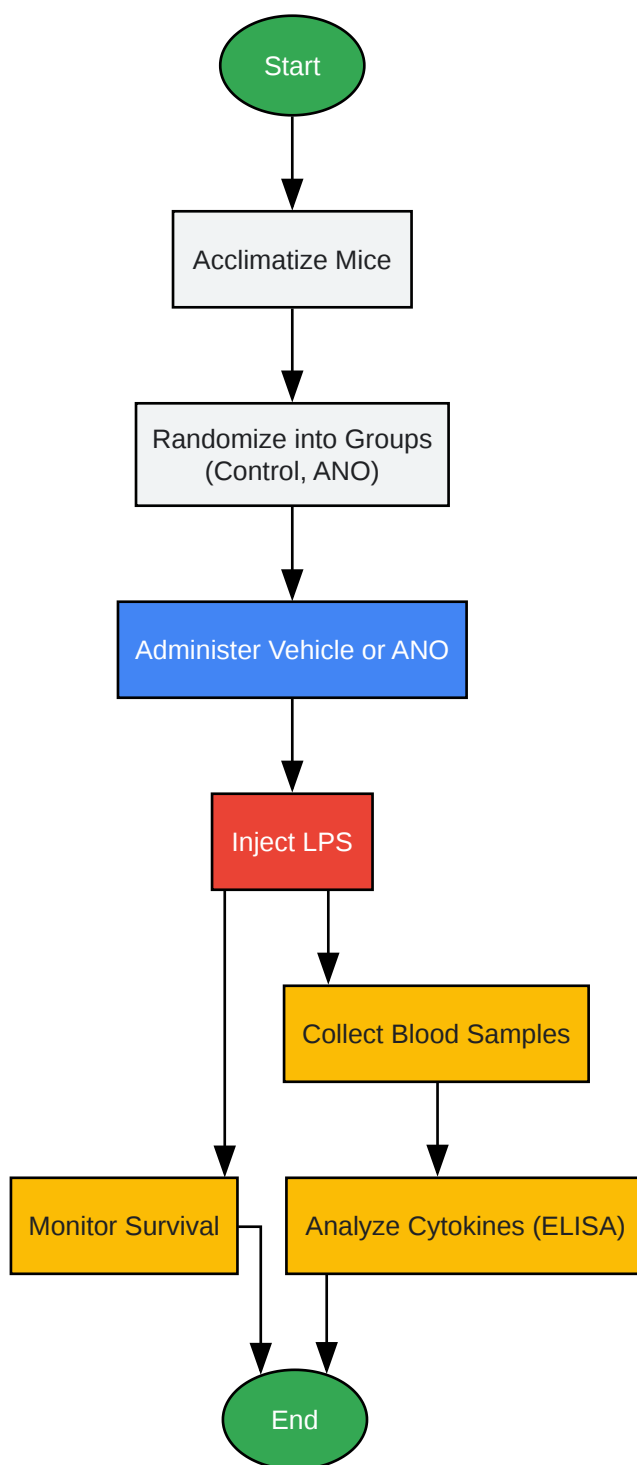 Start
Acclimatize Mice
Randomize into Groups
(Control, ANO)
Administer Vehicle or ANO
Inject LPS
Collect Blood Samples
Monitor Survival
Analyze Cytokines (ELISA)
End